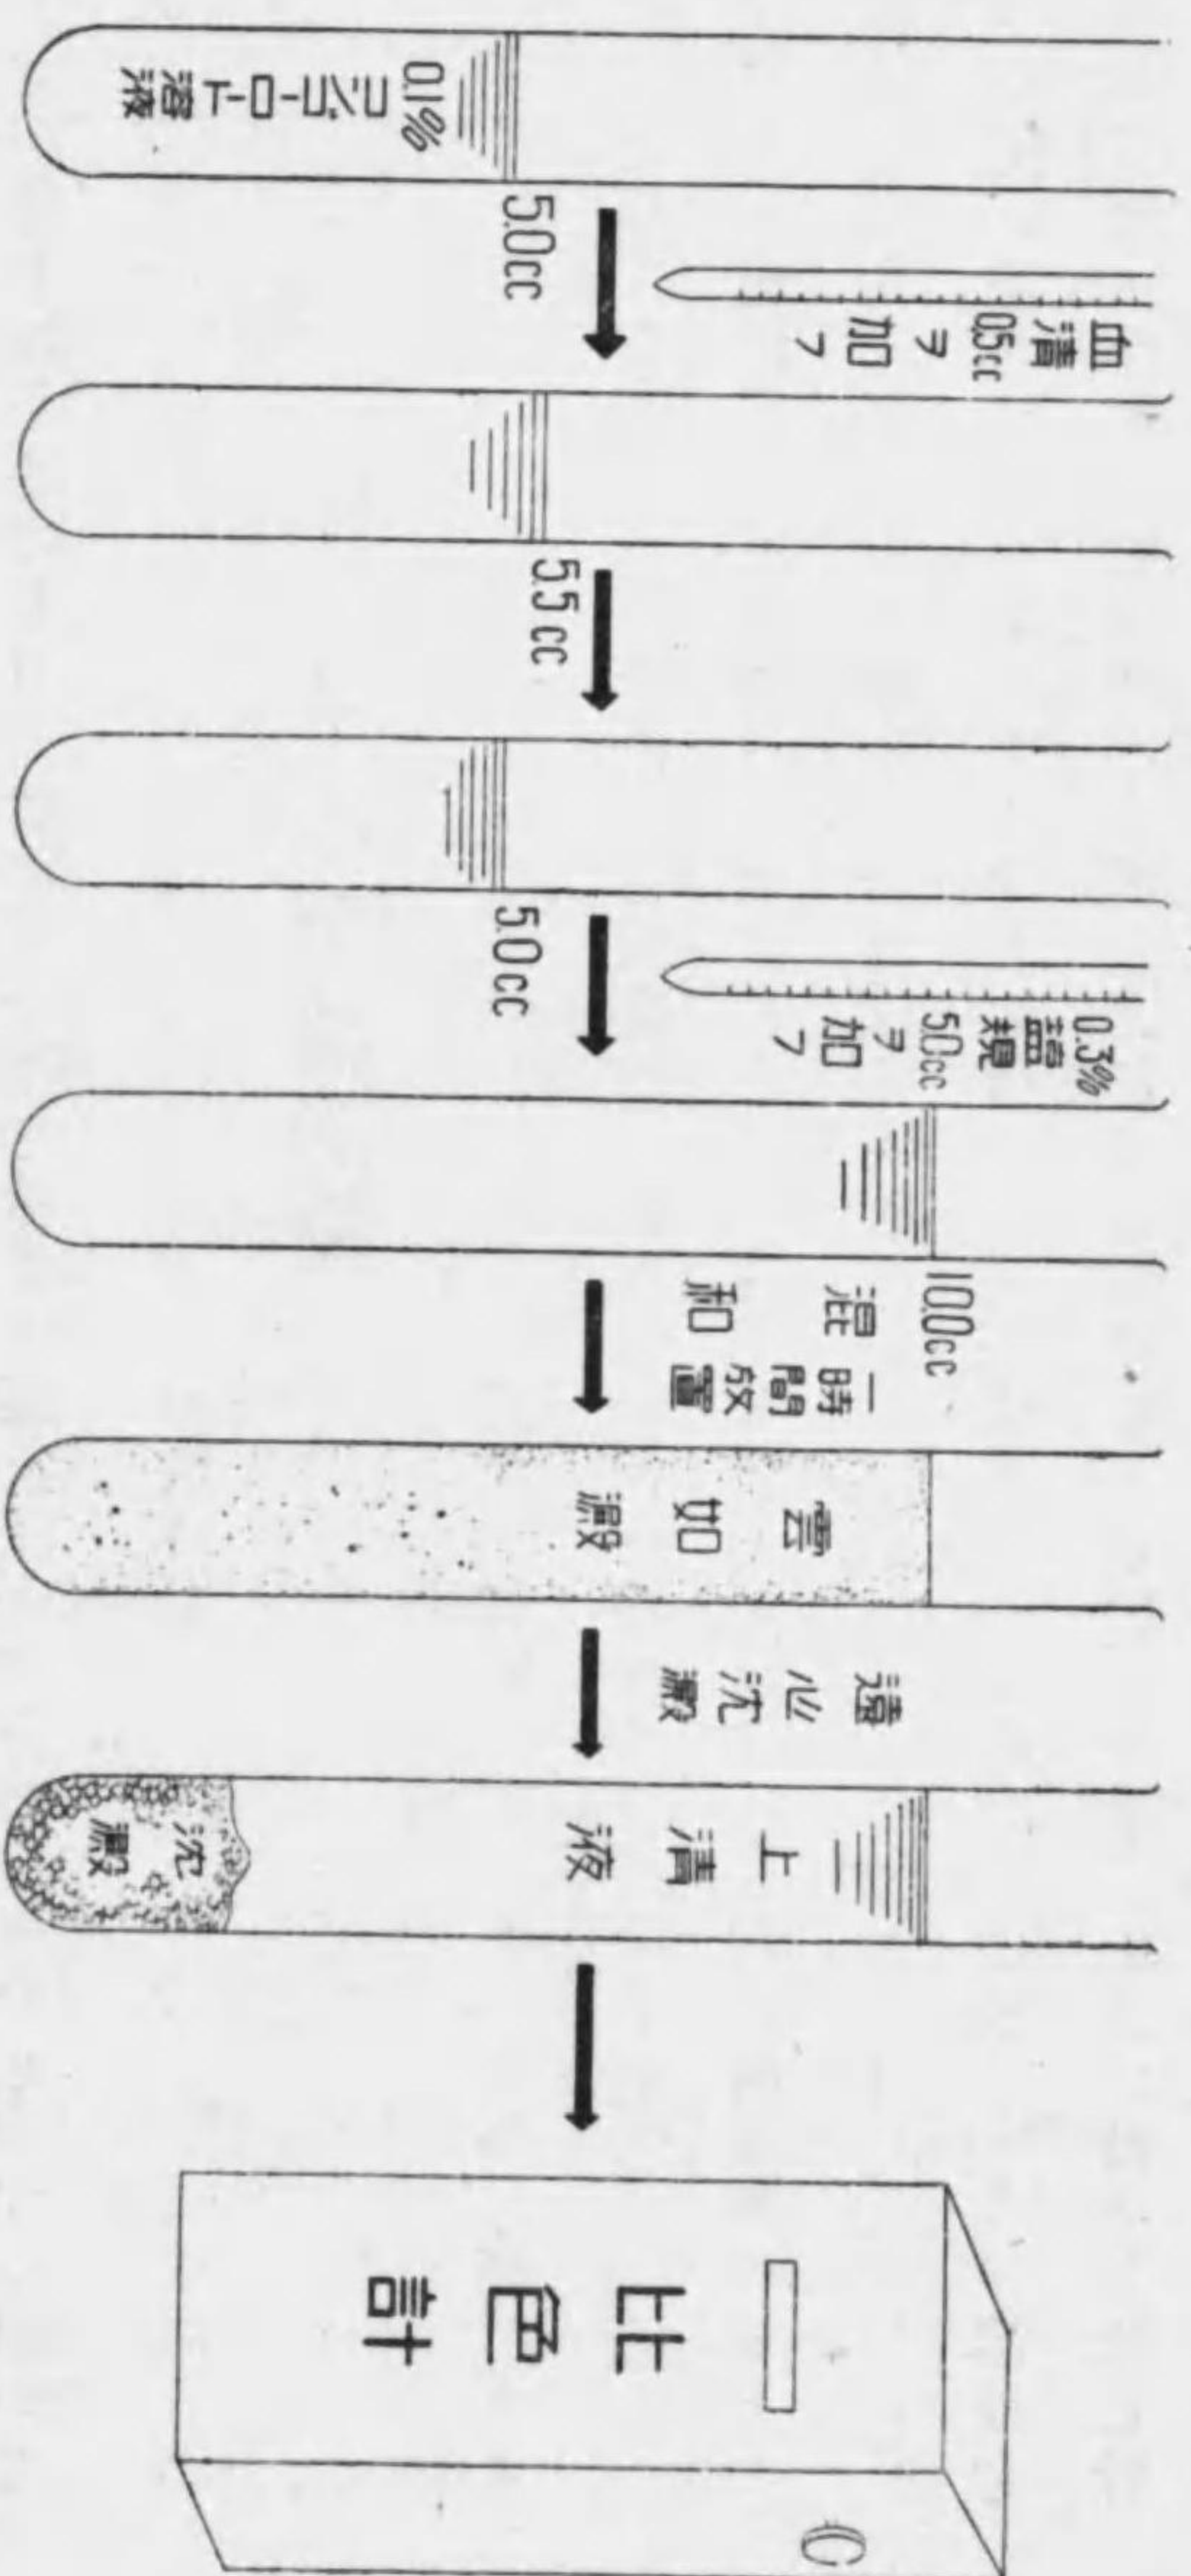 0.1%
コンゴーロート溶液
5.0cc
血清0.5ccヲ加フ
5.5cc
5.0cc
0.3%
5.0ccヲ加フ
10.0cc
混和
一時間放置
雲如澱
遠心沈澱
上清液
沈澱
比色計
C